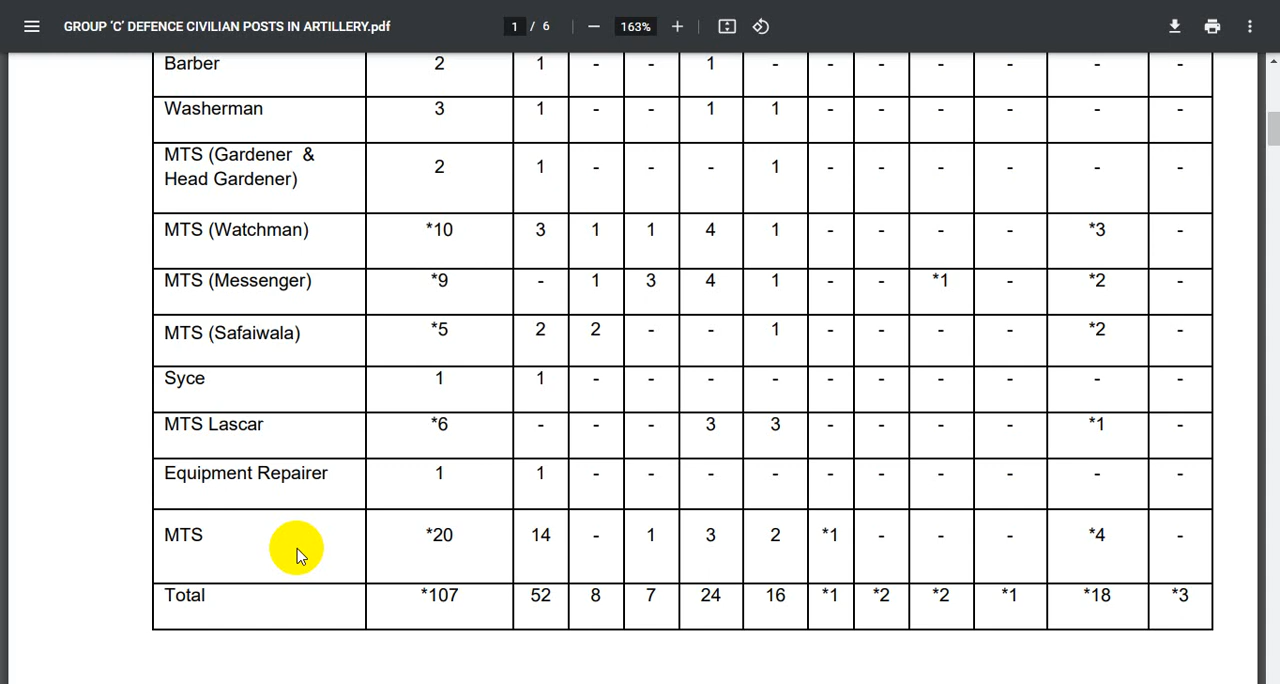 GROUP ‘C’ DEFENCE CIVILIAN POSTS IN ARTILLERY.pdf 1 / 6 163%
Barber 2 1 - - 1 - - - - - - -
Washerman 3 1 - - 1 1 - - - - - -
MTS (Gardener & Head Gardener) 2 1 - - - 1 - - - - - -
MTS (Watchman) *10 3 1 1 4 1 - - - - *3 -
MTS (Messenger) *9 - 1 3 4 1 - - *1 - *2 -
MTS (Safaiwala) *5 2 2 - - 1 - - - - *2 -
Syce 1 1 - - - - - - - - - -
MTS Lascar *6 - - - 3 3 - - - - *1 -
Equipment Repairer 1 1 - - - - - - - - - -
MTS *20 14 - 1 3 2 *1 - - - *4 -
Total *107 52 8 7 24 16 *1 *2 *2 *1 *18 *3